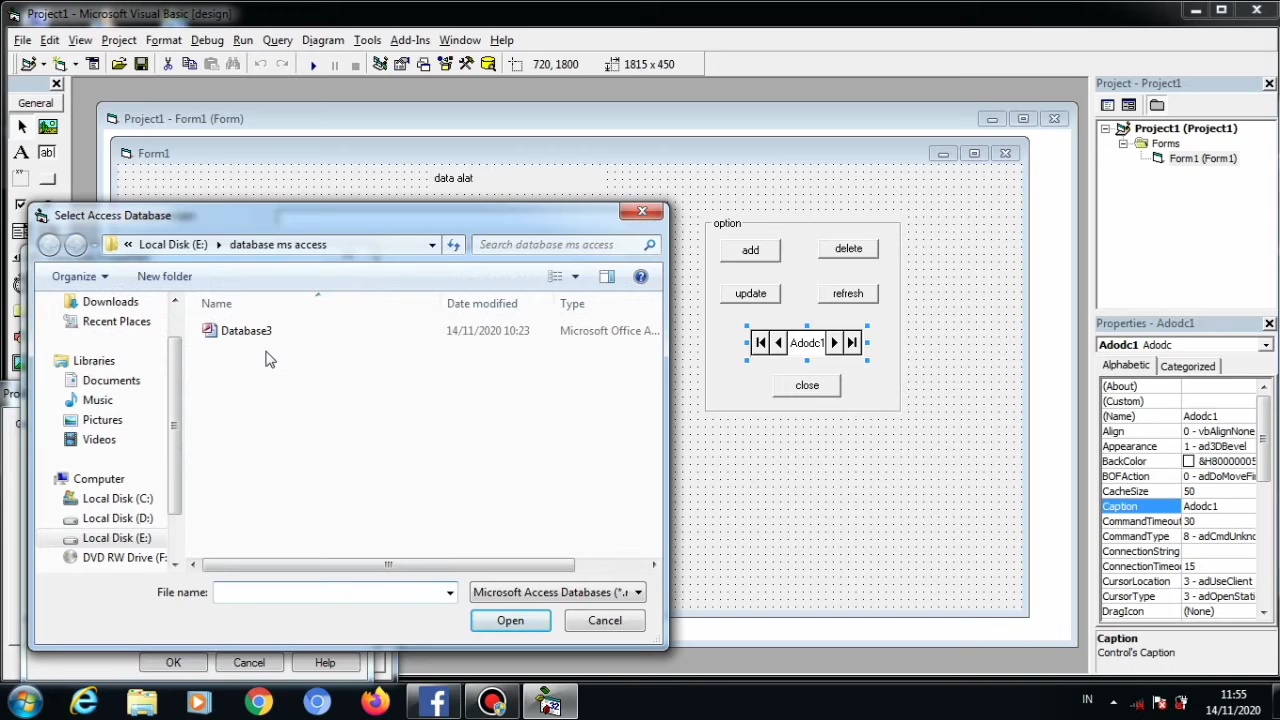 Project1 - Microsoft Visual Basic [design]
File Edit View Project Format Debug Run Query Diagram Tools Add-Ins Window Help
720, 1800 1815 x 450
General
Project1 - Form1 (Form)
Form1
data alat
option
add delete
update refresh
Adodc1
close
Select Access Database
« Local Disk (E:) database ms access
Search database ms access
Organize New folder
Name Date modified Type
Database3 14/11/2020 10:23 Microsoft Office A...
Downloads
Recent Places
Libraries
Documents
Music
Pictures
Videos
Computer
Local Disk (C:)
Local Disk (D:)
Local Disk (E:)
DVD RW Drive (F:
File name: Microsoft Access Databases (*.
Open Cancel
OK Cancel Help
Project - Project1
Project1 (Project1)
Forms
Form1 (Form1)
Properties - Adodc1
Adodc1 Adodc
Alphabetic Categorized
(About)
(Custom)
(Name) Adodc1
Align 0 - vbAlignNone
Appearance 1 - ad3DBevel
BackColor &H80000005
BOFAction 0 - adDoMoveFi
CacheSize 50
Caption Adodc1
CommandTimeout 30
CommandType 8 - adCmdUnkn
ConnectionString
ConnectionTimeo 15
CursorLocation 3 - adUseClient
CursorType 3 - adOpenStati
DragIcon (None)
Caption
Control's Caption
32
IN
11:55
14/11/2020